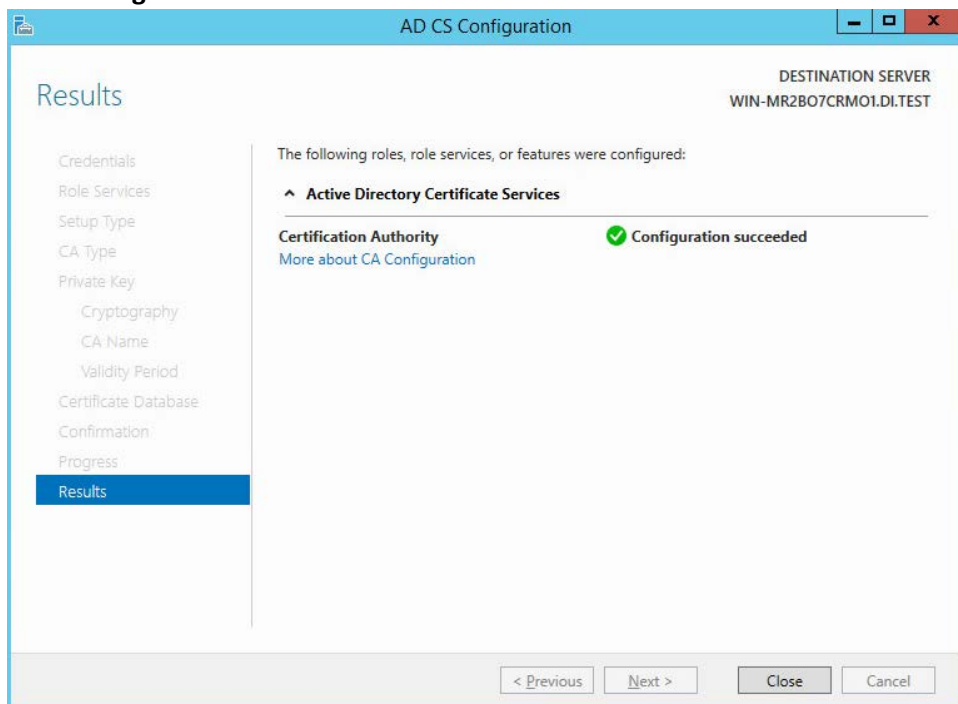 AD CS Configuration
Results
DESTINATION SERVER
WIN-MR2BO7CRMO1.DI.TEST
Credentials
Role Services
Setup Type
CA Type
Private Key
Cryptography
CA Name
Validity Period
Certificate Database
Confirmation
Progress
Results
The following roles, role services, or features were configured:
Active Directory Certificate Services
Certification Authority
Configuration succeeded
More about CA Configuration
< Previous
Next >
Close
Cancel